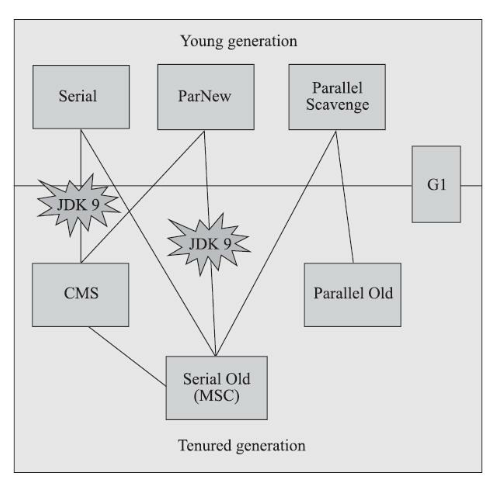 Young generation
Serial
ParNew
Parallel
Scavenge
G1
JDK 9
JDK 9
CMS
Parallel Old
Serial Old
(MSC)
Tenured generation